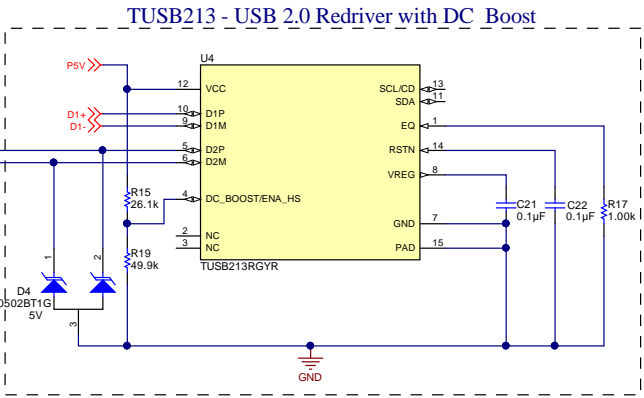 TUSB213 - USB 2.0 Redriver with DC Boost
U4
P5V
12 VCC SCL/CD 13
SDA 11
D1+ 10 D1P
D1- 9 D1M EQ 1
5 D2P RSTN 14
6 D2M
VREG 8
R15
26.1k
4 DC_BOOST/ENA_HS
C21
0.1µF
C22
0.1µF
R17
1.00k
GND 7
2 NC
3 NC PAD 15
R19
49.9k
TUSB213RGYR
1 2
D4
0502BT1G
5V
3
GND